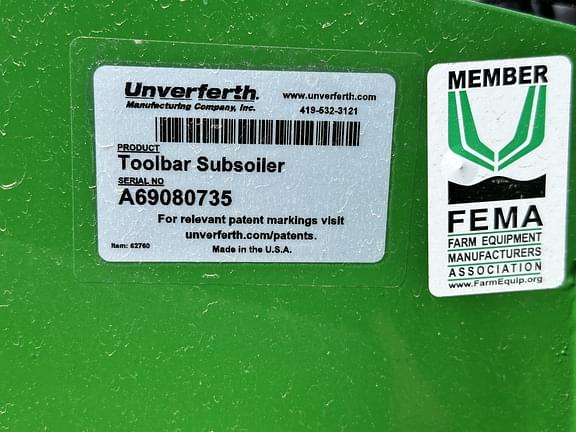 Unverferth
Manufacturing Company, Inc.
www.unverferth.com
419-532-3121
PRODUCT
Toolbar Subsoiler
SERIAL NO
A69080735
For relevant patent markings visit
unverferth.com/patents.
Item: 62760
Made in the U.S.A.
MEMBER
FEMA
FARM EQUIPMENT
MANUFACTURERS
ASSOCIATION
www.FarmEquip.org